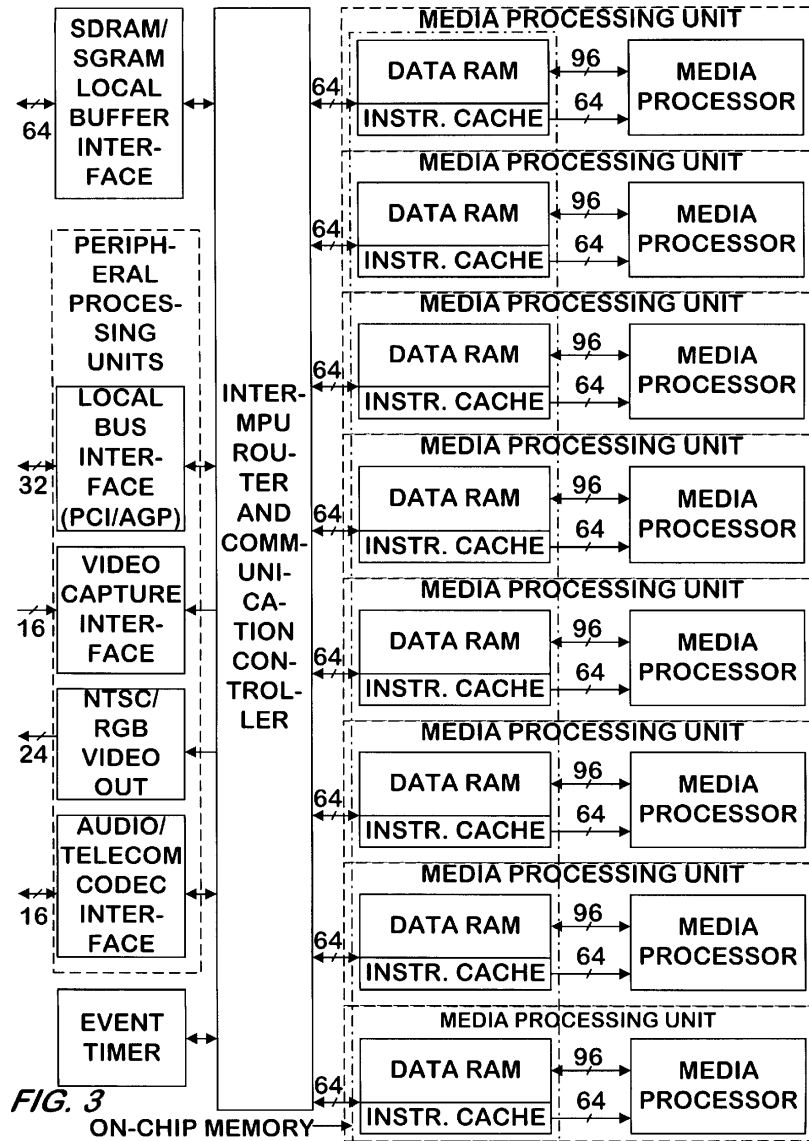 SDRAM/
SGRAM
LOCAL
BUFFER
INTER-
FACE
64
PERIPH-
ERAL
PROCES-
SING
UNITS
LOCAL
BUS
INTER-
FACE
(PCI/AGP)
32
VIDEO
CAPTURE
INTER-
FACE
16
NTSC/
RGB
VIDEO
OUT
24
AUDIO/
TELECOM
CODEC
INTER-
FACE
16
EVENT
TIMER
INTER-
MPU
ROU-
TER
AND
COMM-
UNI-
CA-
TION
CON-
TROL-
LER
MEDIA PROCESSING UNIT
64
DATA RAM
INSTR. CACHE
96
64
MEDIA
PROCESSOR
MEDIA PROCESSING UNIT
64
DATA RAM
INSTR. CACHE
96
64
MEDIA
PROCESSOR
MEDIA PROCESSING UNIT
64
DATA RAM
INSTR. CACHE
96
64
MEDIA
PROCESSOR
MEDIA PROCESSING UNIT
64
DATA RAM
INSTR. CACHE
96
64
MEDIA
PROCESSOR
MEDIA PROCESSING UNIT
64
DATA RAM
INSTR. CACHE
96
64
MEDIA
PROCESSOR
MEDIA PROCESSING UNIT
64
DATA RAM
INSTR. CACHE
96
64
MEDIA
PROCESSOR
MEDIA PROCESSING UNIT
64
DATA RAM
INSTR. CACHE
96
64
MEDIA
PROCESSOR
MEDIA PROCESSING UNIT
64
DATA RAM
INSTR. CACHE
96
64
MEDIA
PROCESSOR
FIG. 3
ON-CHIP MEMORY